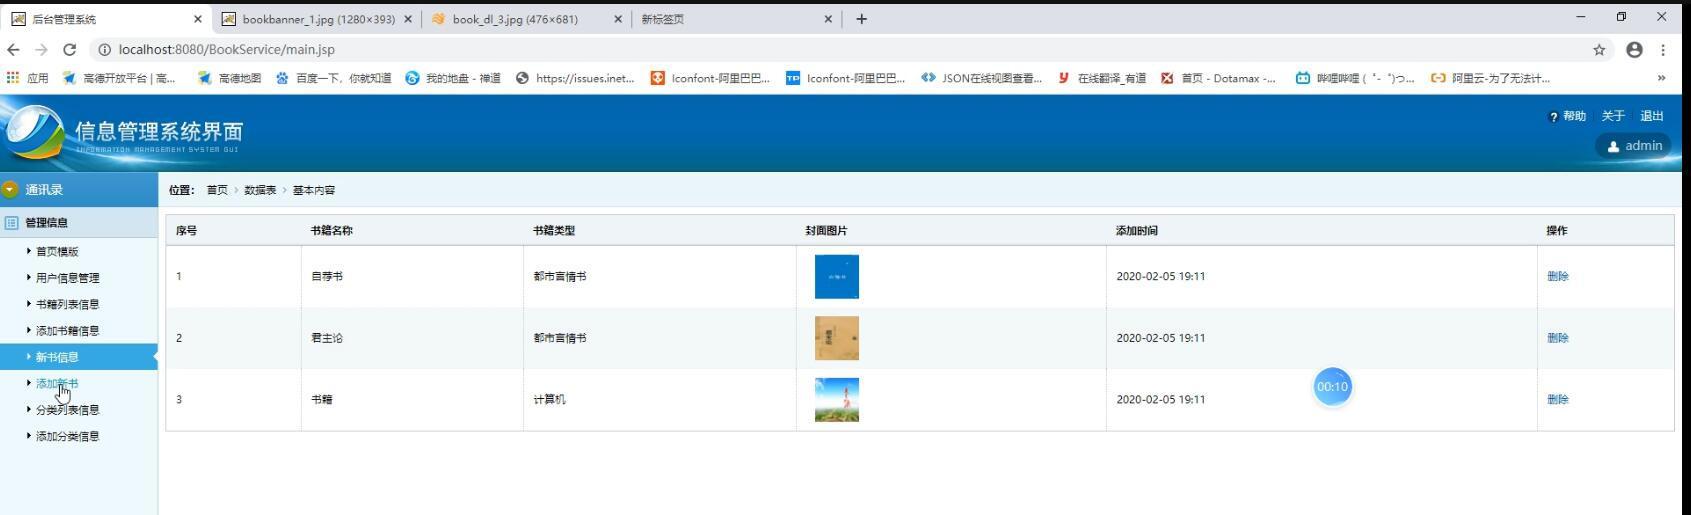 后台管理系统
bookbanner_1.jpg (1280×393)
book_dl_3.jpg (476×681)
新标签页
localhost:8080/BookService/main.jsp
应用
高德开放平台 | 高...
高德地图
百度一下，你就知道
我的地盘 - 禅道
https://issues.inet...
Iconfont-阿里巴巴...
Iconfont-阿里巴巴...
JSON在线视图查看...
在线翻译_有道
首页 - Dotamax -...
哔哩哔哩 ( ゜- ゜)つ...
阿里云-为了无法计...
信息管理系统界面
INFORMATION MANAGEMENT SYSTEM GUI
帮助 关于 退出
admin
通讯录
位置： 首页 > 数据表 > 基本内容
管理信息
首页模版
用户信息管理
书籍列表信息
添加书籍信息
新书信息
添加新书
分类列表信息
添加分类信息
序号 书籍名称 书籍类型 封面图片 添加时间 操作
1 自荐书 都市言情书 2020-02-05 19:11 删除
2 君主论 都市言情书 2020-02-05 19:11 删除
3 书籍 计算机 2020-02-05 19:11 删除
00:10